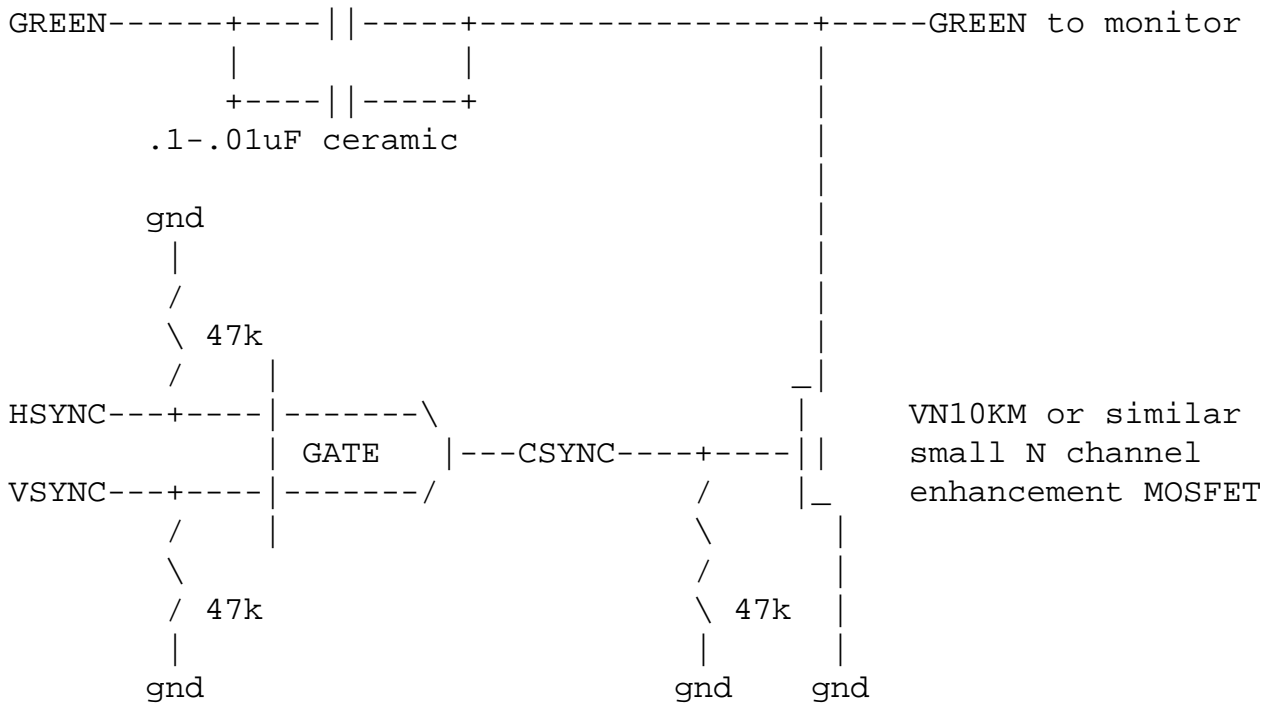 GREEN------+----||-----+-----------------+-----GREEN to monitor
| | |
+----||-----+ |
.1-.01uF ceramic |
|
gnd |
| |
/ |
\ 47k |
/ | _|
HSYNC---+----|-------\ | VN10KM or similar
| GATE |---CSYNC----+----|| small N channel
VSYNC---+----|-------/ / |_ enhancement MOSFET
/ | \ |
\ / |
/ 47k \ 47k |
| | |
gnd gnd gnd